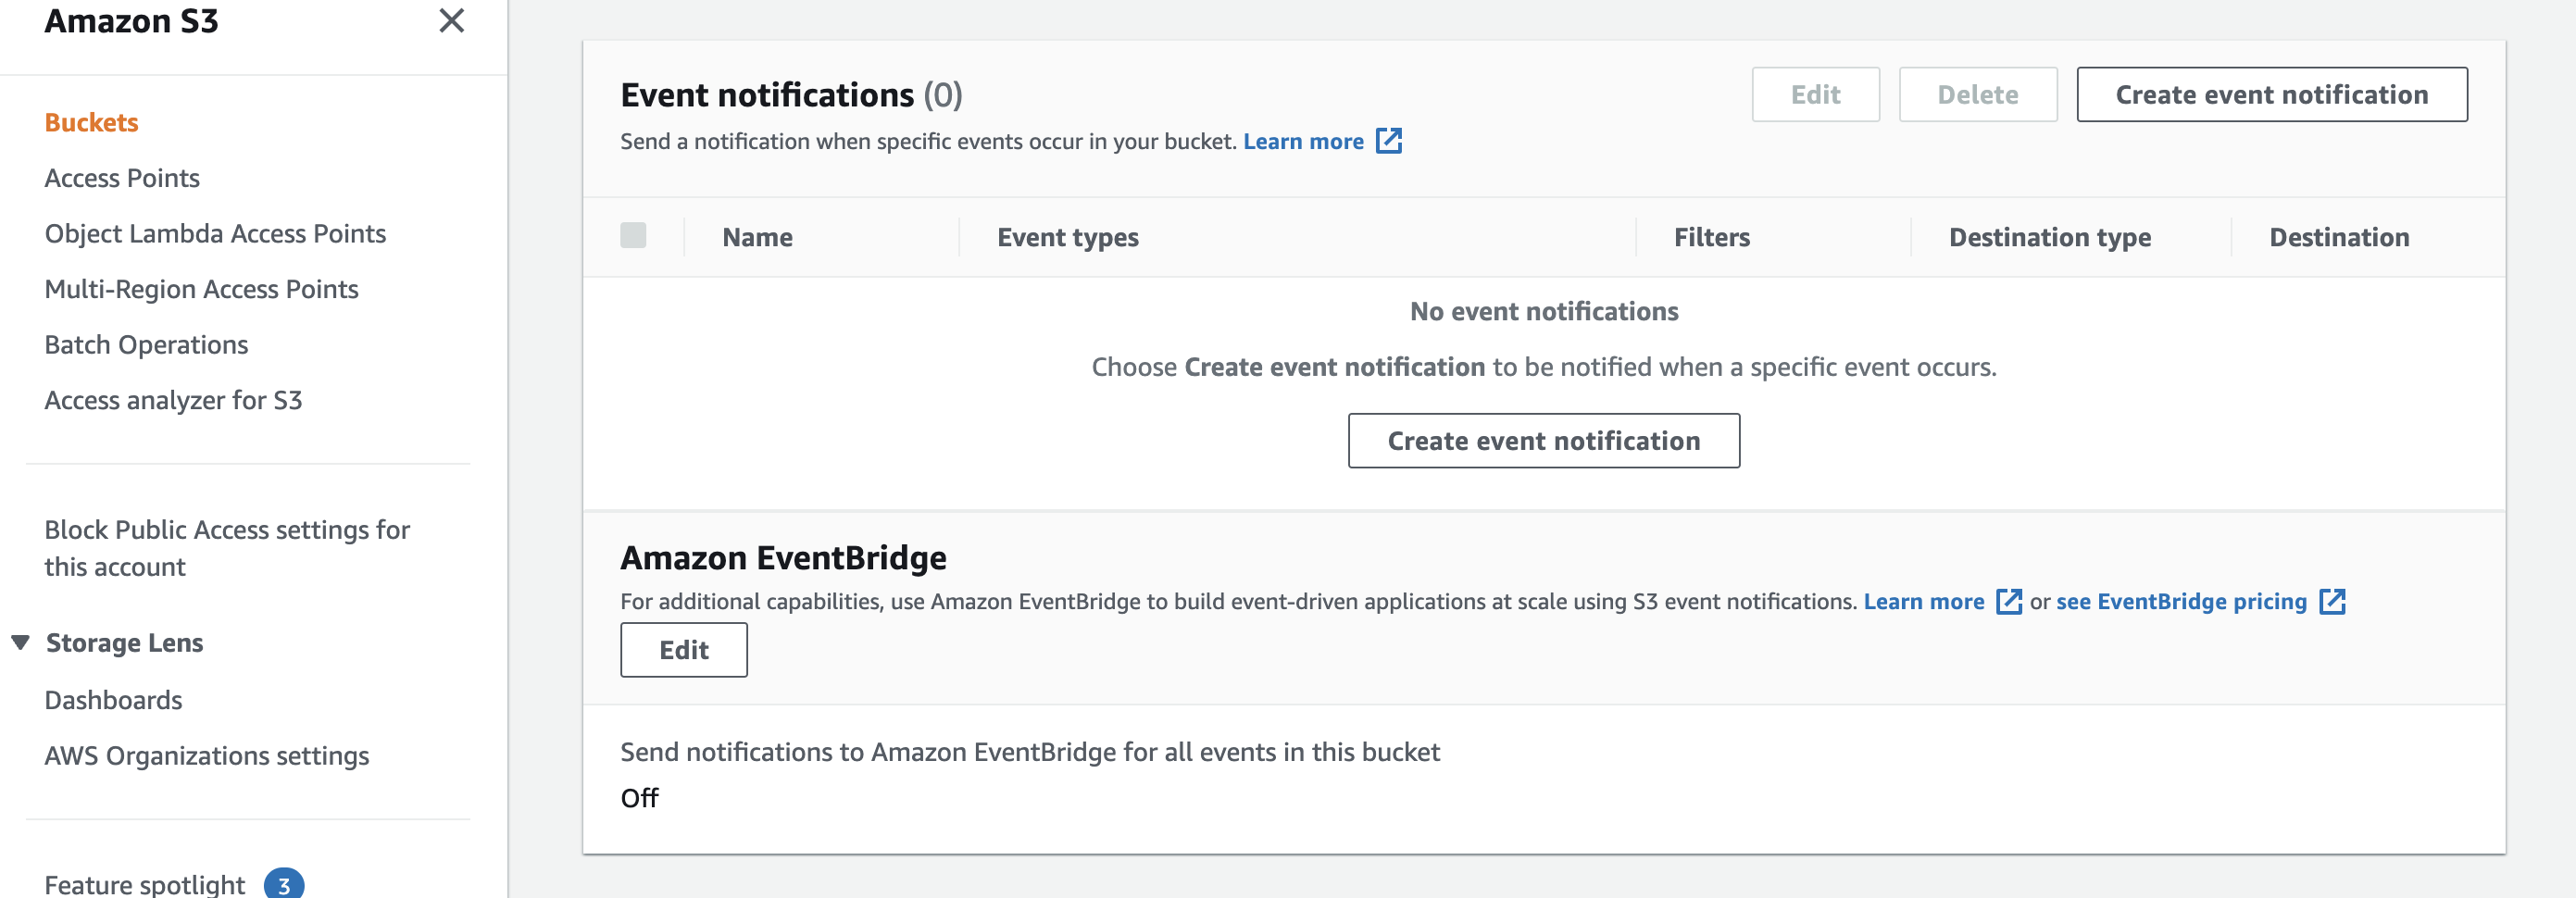 Amazon S3
Buckets
Access Points
Object Lambda Access Points
Multi-Region Access Points
Batch Operations
Access analyzer for S3
Block Public Access settings for
this account
Storage Lens
Dashboards
AWS Organizations settings
Feature spotlight 3
Event notifications (0)
Edit Delete Create event notification
Send a notification when specific events occur in your bucket. Learn more
Name Event types Filters Destination type Destination
No event notifications
Choose Create event notification to be notified when a specific event occurs.
Create event notification
Amazon EventBridge
For additional capabilities, use Amazon EventBridge to build event-driven applications at scale using S3 event notifications. Learn more or see EventBridge pricing
Edit
Send notifications to Amazon EventBridge for all events in this bucket
Off